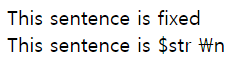 This sentence is fixed
This sentence is $str ₩n